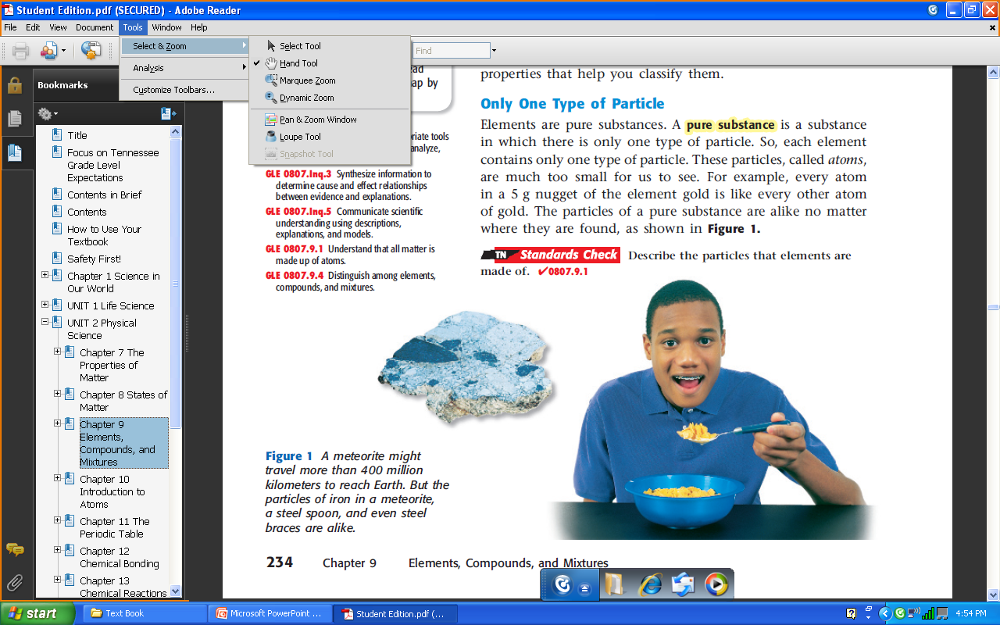 Student Edition.pdf (SECURED) - Adobe Reader
File Edit View Document Tools Window Help
Select & Zoom
Analysis
Customize Toolbars...
Select Tool
Hand Tool
Marquee Zoom
Dynamic Zoom
Pan & Zoom Window
Loupe Tool
Snapshot Tool
Find
Bookmarks
Title
Focus on Tennessee
Grade Level
Expectations
Contents in Brief
Contents
How to Use Your
Textbook
Safety First!
Chapter 1 Science in
Our World
UNIT 1 Life Science
UNIT 2 Physical
Science
Chapter 7 The
Properties of
Matter
Chapter 8 States of
Matter
Chapter 9
Elements,
Compounds, and
Mixtures
Chapter 10
Introduction to
Atoms
Chapter 11 The
Periodic Table
Chapter 12
Chemical Bonding
Chapter 13
Chemical Reactions
by
tools
GLE 0807.Inq.3 Synthesize information to
determine cause and effect relationships
between evidence and explanations.
GLE 0807.Inq.5 Communicate scientific
understanding using descriptions,
explanations, and models.
GLE 0807.9.1 Understand that all matter is
made up of atoms.
GLE 0807.9.4 Distinguish among elements,
compounds, and mixtures.
properties that help you classify them.
Only One Type of Particle
Elements are pure substances. A pure substance is a substance
in which there is only one type of particle. So, each element
contains only one type of particle. These particles, called atoms,
are much too small for us to see. For example, every atom
in a 5 g nugget of the element gold is like every other atom
of gold. The particles of a pure substance are alike no matter
where they are found, as shown in Figure 1.
TN Standards Check Describe the particles that elements are
made of. ✔0807.9.1
Figure 1 A meteorite might
travel more than 400 million
kilometers to reach Earth. But the
particles of iron in a meteorite,
a steel spoon, and even steel
braces are alike.
234 Chapter 9 Elements, Compounds, and Mixtures
start
Text Book
Microsoft PowerPoint ...
Student Edition.pdf (...
4:54 PM